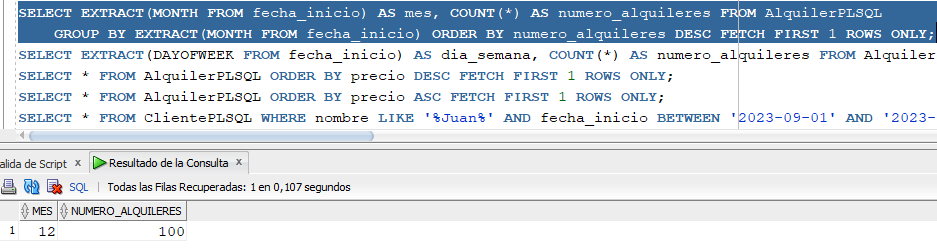 SELECT EXTRACT(MONTH FROM fecha_inicio) AS mes, COUNT(*) AS numero_alquileres FROM AlquilerPLSQL
GROUP BY EXTRACT(MONTH FROM fecha_inicio) ORDER BY numero_alquileres DESC FETCH FIRST 1 ROWS ONLY;
SELECT EXTRACT(DAYOFWEEK FROM fecha_inicio) AS dia_semana, COUNT(*) AS numero_alquileres FROM Alquiler
SELECT * FROM AlquilerPLSQL ORDER BY precio DESC FETCH FIRST 1 ROWS ONLY;
SELECT * FROM AlquilerPLSQL ORDER BY precio ASC FETCH FIRST 1 ROWS ONLY;
SELECT * FROM ClientePLSQL WHERE nombre LIKE '%Juan%' AND fecha_inicio BETWEEN '2023-09-01' AND '2023-
alida de Script x Resultado de la Consulta x
SQL | Todas las Filas Recuperadas: 1 en 0,107 segundos
MES NUMERO_ALQUILERES
1 12 100